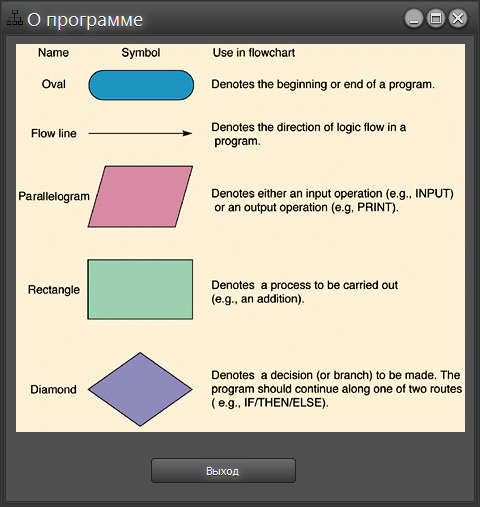 О программе
Name Symbol Use in flowchart
Oval Denotes the beginning or end of a program.
Flow line Denotes the direction of logic flow in a
program.
Parallelogram Denotes either an input operation (e.g., INPUT)
or an output operation (e.g, PRINT).
Rectangle Denotes a process to be carried out
(e.g., an addition).
Diamond Denotes a decision (or branch) to be made. The
program should continue along one of two routes
( e.g., IF/THEN/ELSE).
Выход